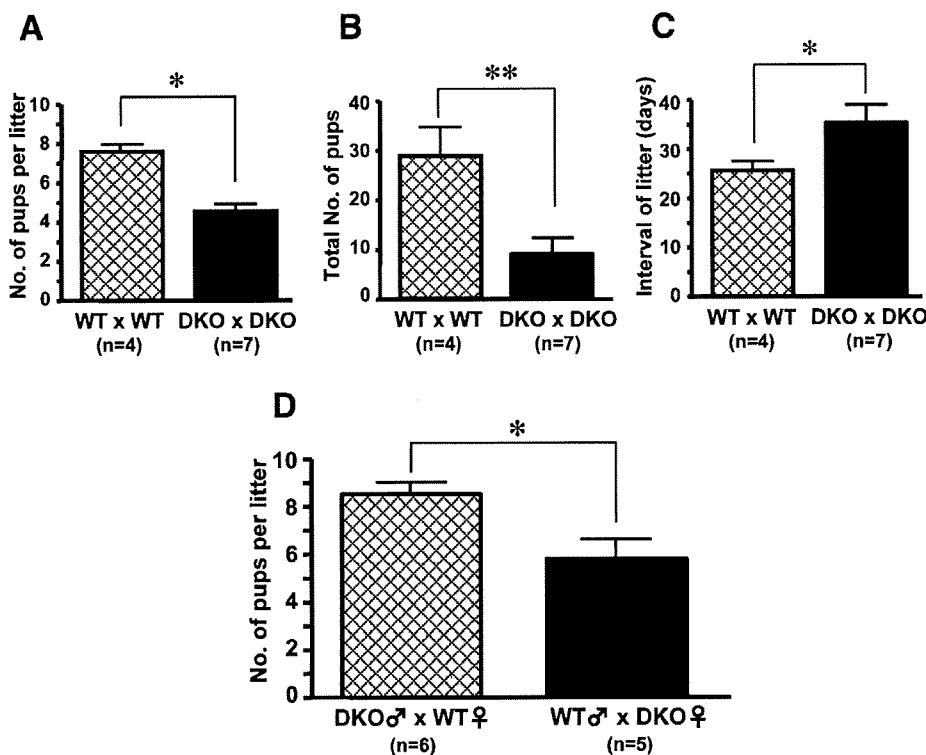 A
No. of pups per litter
10
8
6
4
2
0
*
WT x WT
DKO x DKO
(n=4)
(n=7)
B
Total No. of pups
40
30
20
10
0
**
WT x WT
DKO x DKO
(n=4)
(n=7)
C
Interval of litter (days)
40
30
20
30
0
*
WT x WT
DKO x DKO
(n=4)
(n=7)
D
No. of pups per litter
10
8
6
4
2
0
*
DKO♂ x WT♀
WT♂ x DKO♀
(n=6)
(n=5)